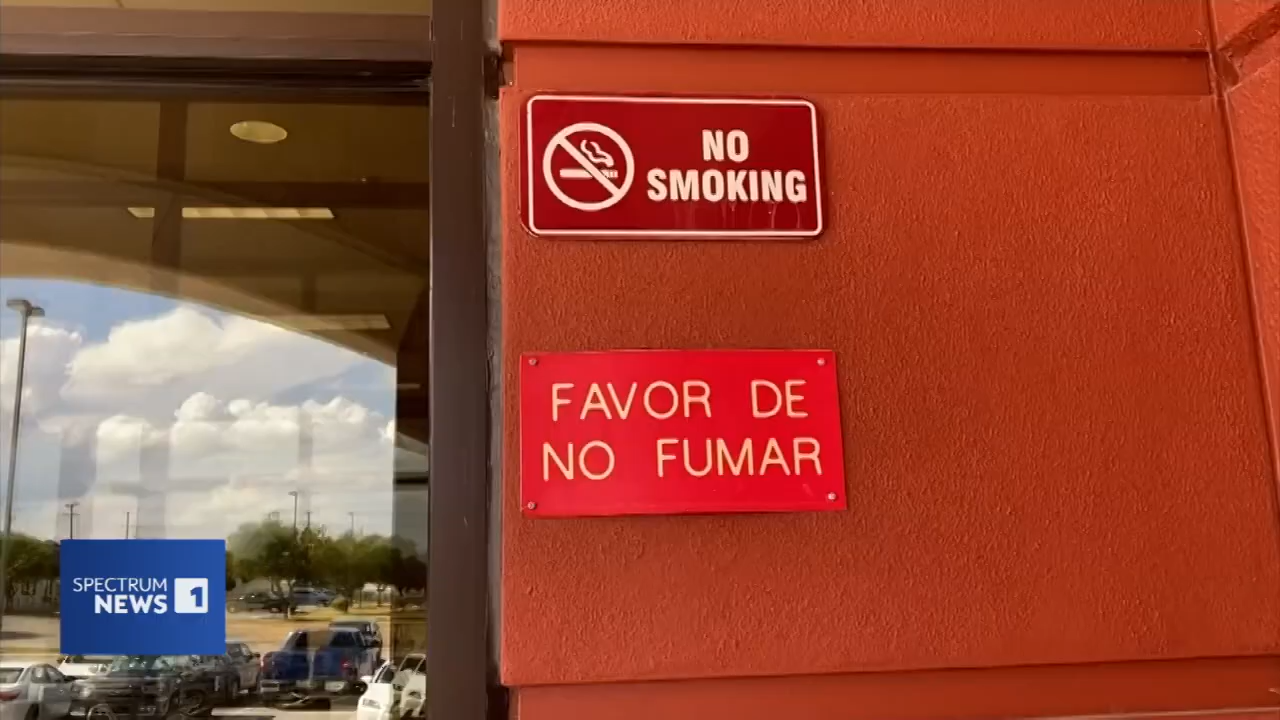 NO
SMOKING
FAVOR DE
NO FUMAR
SPECTRUM
NEWS 1